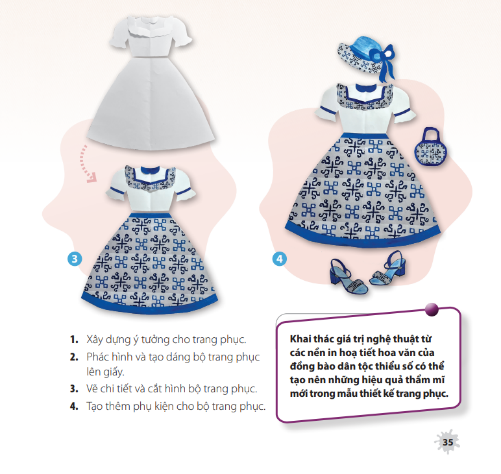 3
4
1. Xây dựng ý tưởng cho trang phục.
2. Phác hình và tạo dáng bộ trang phục
lên giấy.
3. Vẽ chi tiết và cắt hình bộ trang phục.
4. Tạo thêm phụ kiện cho bộ trang phục.
Khai thác giá trị nghệ thuật từ
các nền in hoạ tiết hoa văn của
đồng bào dân tộc thiểu số có thể
tạo nên những hiệu quả thẩm mĩ
mới trong mẫu thiết kế trang phục.
35